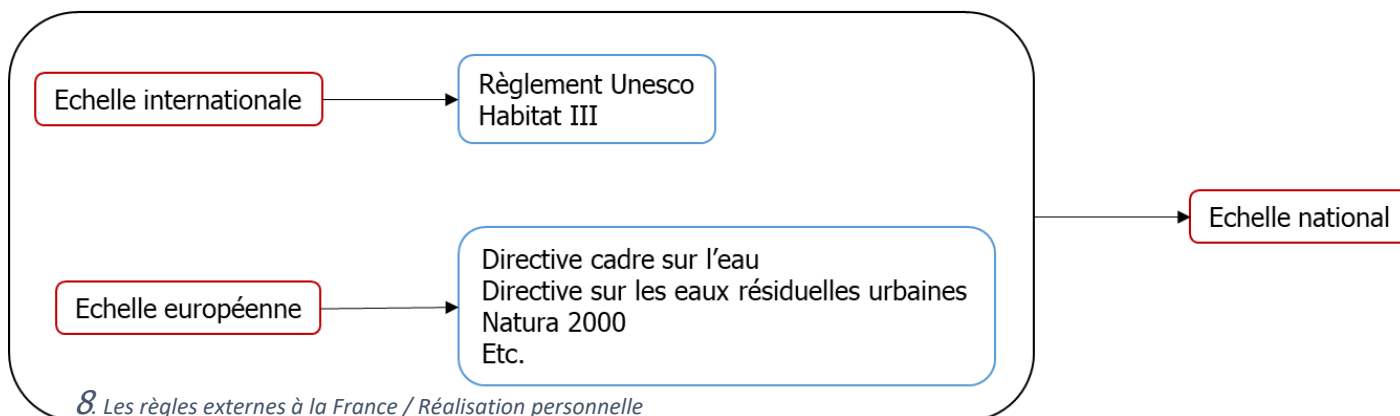 Echelle internationale
Règlement Unesco
Habitat III
Echelle européenne
Directive cadre sur l'eau
Directive sur les eaux résiduelles urbaines
Natura 2000
Etc.
Echelle national
8. Les règles externes à la France / Réalisation personnelle